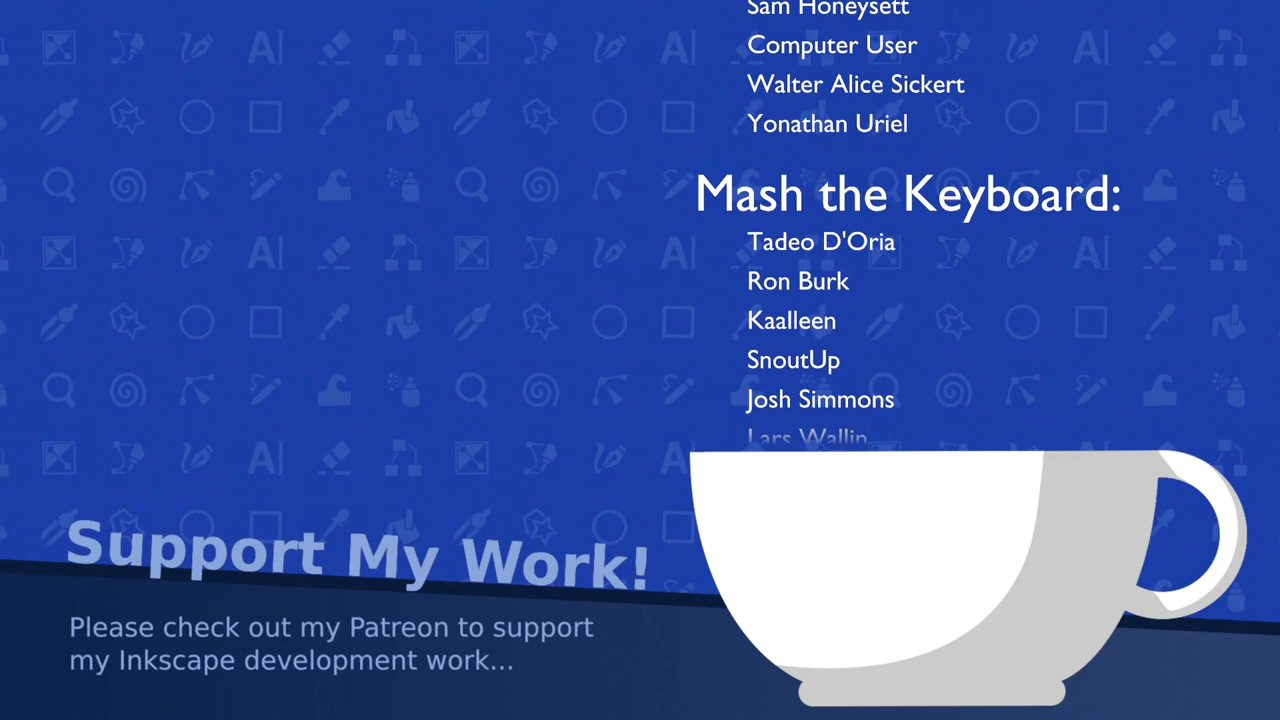 Sam Honeysett
Computer User
Walter Alice Sickert
Yonathan Uriel
Mash the Keyboard:
Tadeo D'Oria
Ron Burk
Kaalleen
SnoutUp
Josh Simmons
Lars Wallin
Support My Work!
Please check out my Patreon to support
my Inkscape development work...